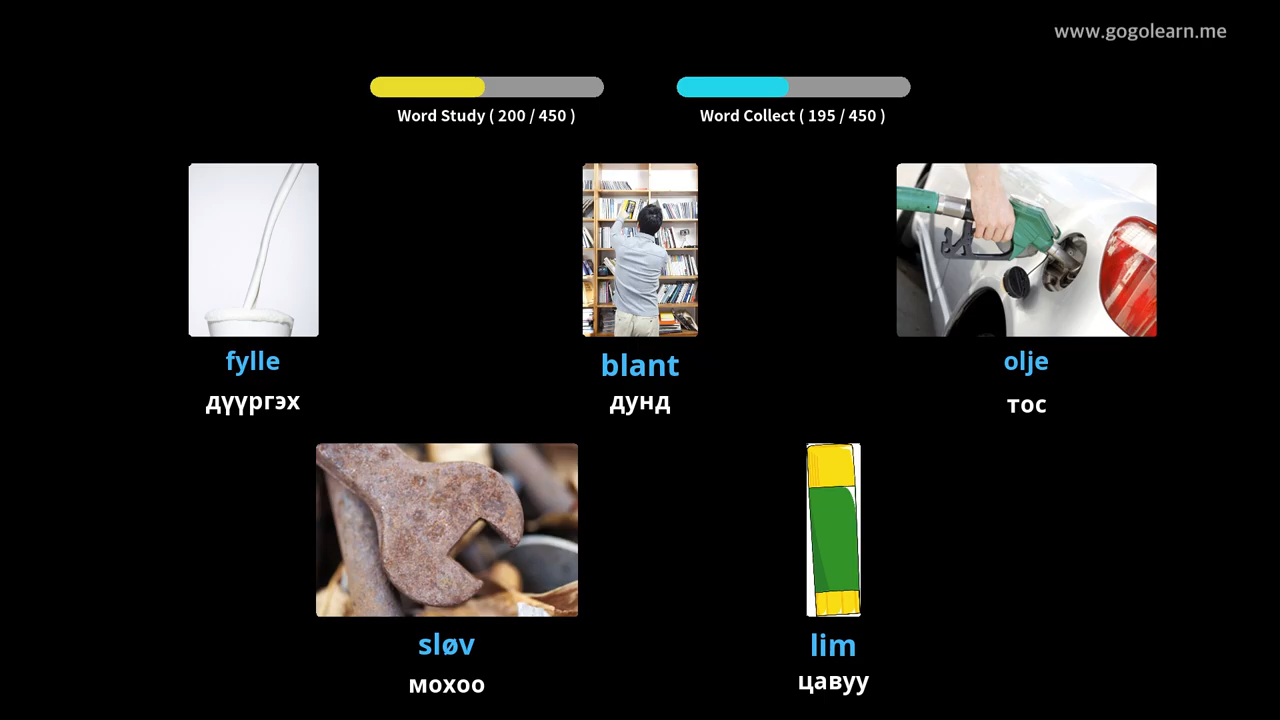 www.gogolearn.me
Word Study ( 200 / 450 )
Word Collect ( 195 / 450 )
fylle
дүүргэх
blant
дунд
olje
тос
sløv
мохоо
lim
цавуу